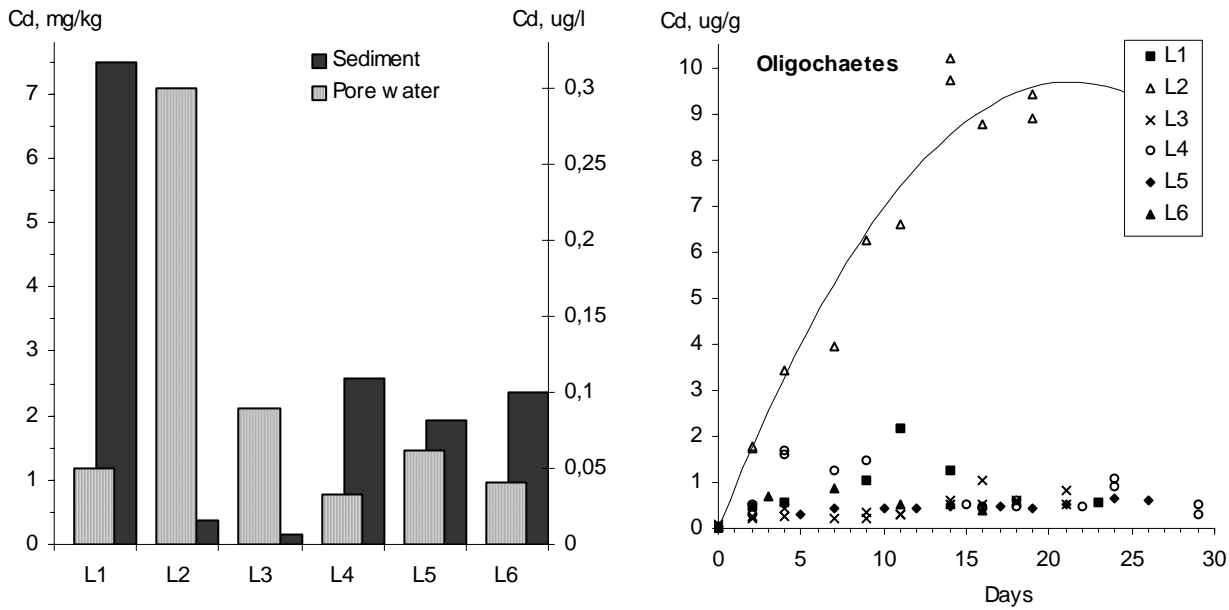 Cd, mg/kg
Cd, ug/l
Sediment
Pore water
7
6
5
4
3
2
1
0
0,3
0,25
0,2
0,15
0,1
0,05
0
L1 L2 L3 L4 L5 L6
Cd, ug/g
Oligochaetes
10
9
8
7
6
5
4
3
2
1
0
L1
L2
L3
L4
L5
L6
0 5 10 15 20 25 30
Days